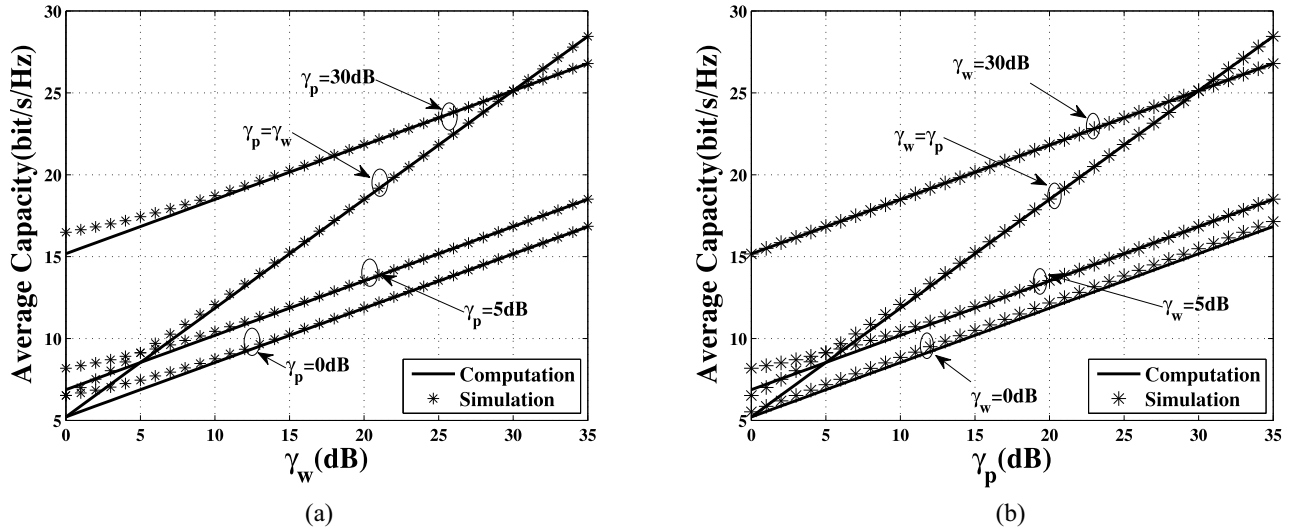 30
25
20
15
10
5
0
5
10
15
20
25
30
35
Average Capacity(bit/s/Hz)
γw(dB)
γp=30dB
γp=γw
γp=5dB
γp=0dB
Computation
Simulation
(a)
30
25
20
15
10
5
0
5
10
15
20
25
30
35
Average Capacity(bit/s/Hz)
γp(dB)
γw=30dB
γw=γp
γw=5dB
γw=0dB
Computation
Simulation
(b)